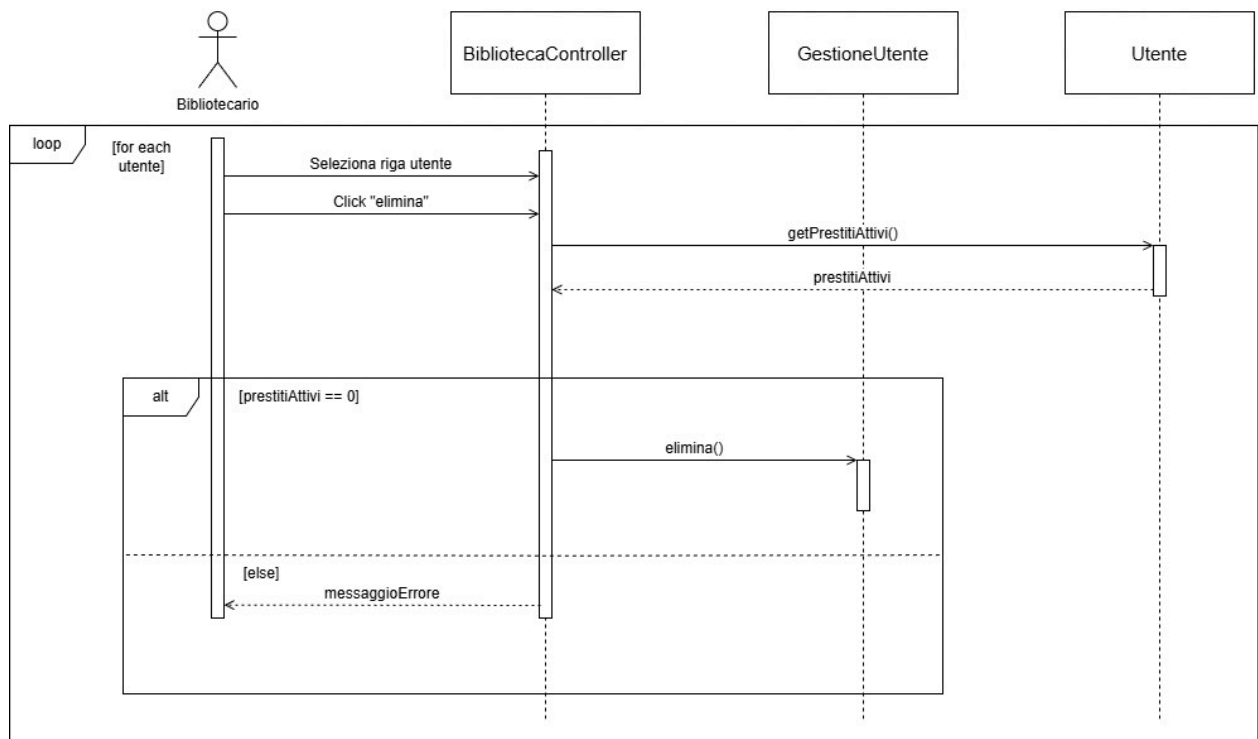 BibliotecaController
GestioneUtente
Utente
Bibliotecario
loop
[for each
utente]
Seleziona riga utente
Click "elimina"
getPrestitiAttivi()
prestitiAttivi
alt
[prestitiAttivi == 0]
elimina()
[else]
messaggioErrore